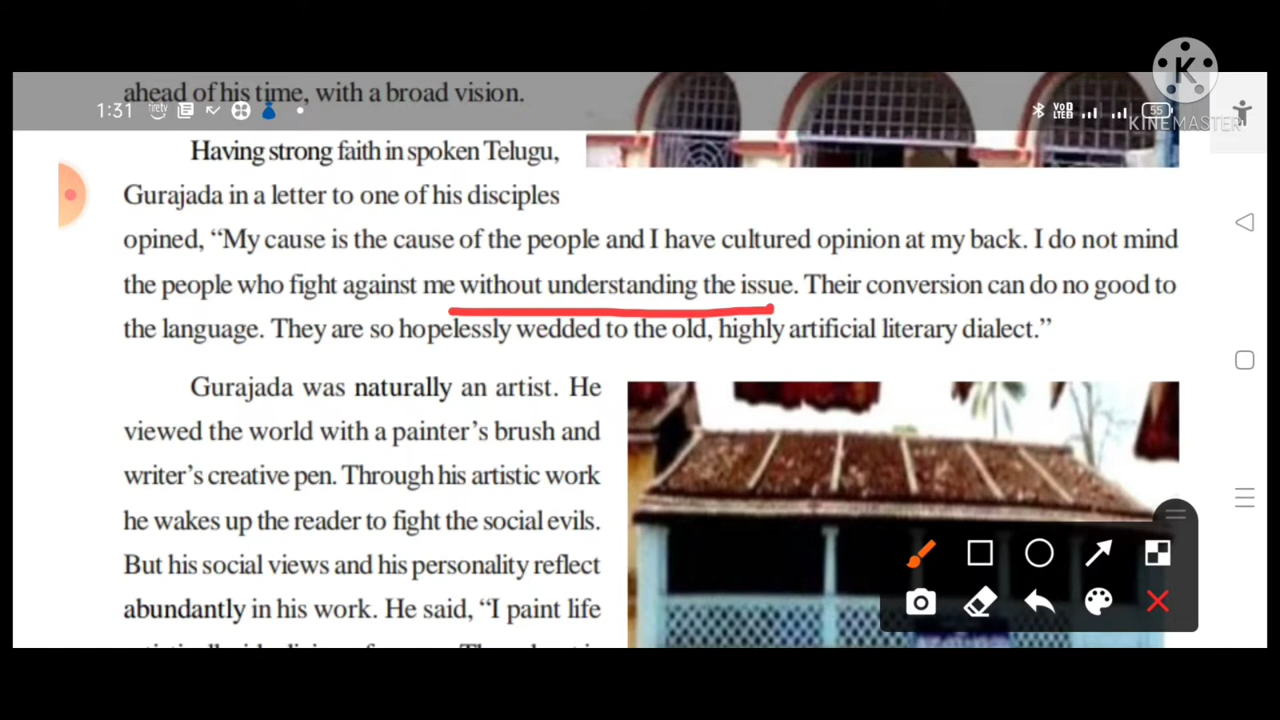 ahead of his time, with a broad vision.
1:31
firetv
VoD
LTE
55
KINEMASTER
Having strong faith in spoken Telugu,
Gurajada in a letter to one of his disciples
opined, “My cause is the cause of the people and I have cultured opinion at my back. I do not mind
the people who fight against me without understanding the issue. Their conversion can do no good to
the language. They are so hopelessly wedded to the old, highly artificial literary dialect.”
Gurajada was naturally an artist. He
viewed the world with a painter’s brush and
writer’s creative pen. Through his artistic work
he wakes up the reader to fight the social evils.
But his social views and his personality reflect
abundantly in his work. He said, “I paint life